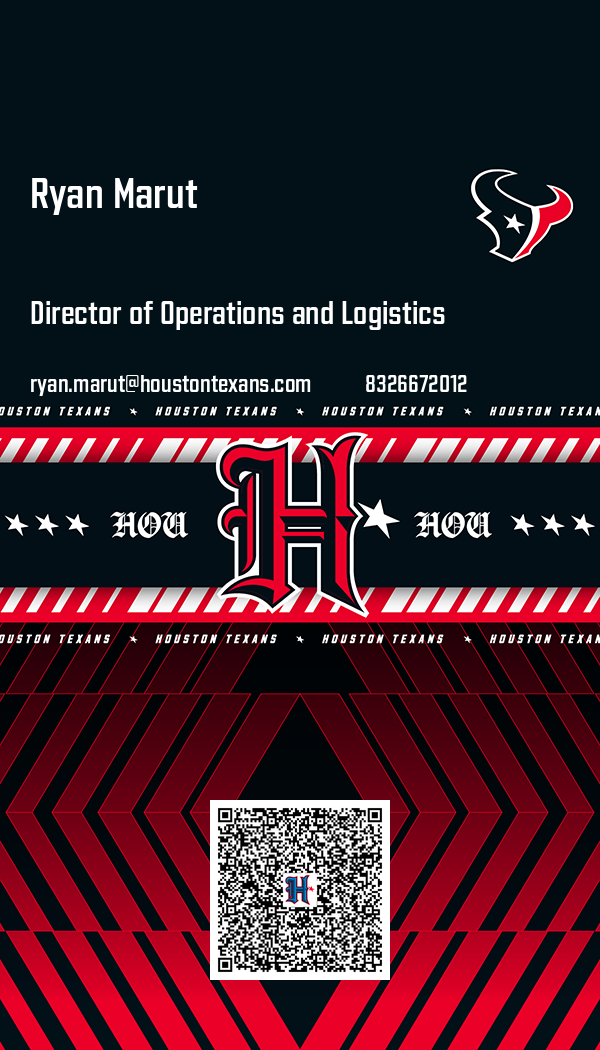 Ryan Marut
Director of Operations and Logistics
ryan.marut@houstontexans.com 8326672012
HOUSTON TEXANS HOUSTON TEXANS HOUSTON TEXANS HOUSTON TEXAN
HOU H HOU
HOUSTON TEXANS HOUSTON TEXANS HOUSTON TEXANS HOUSTON TEXAN
H